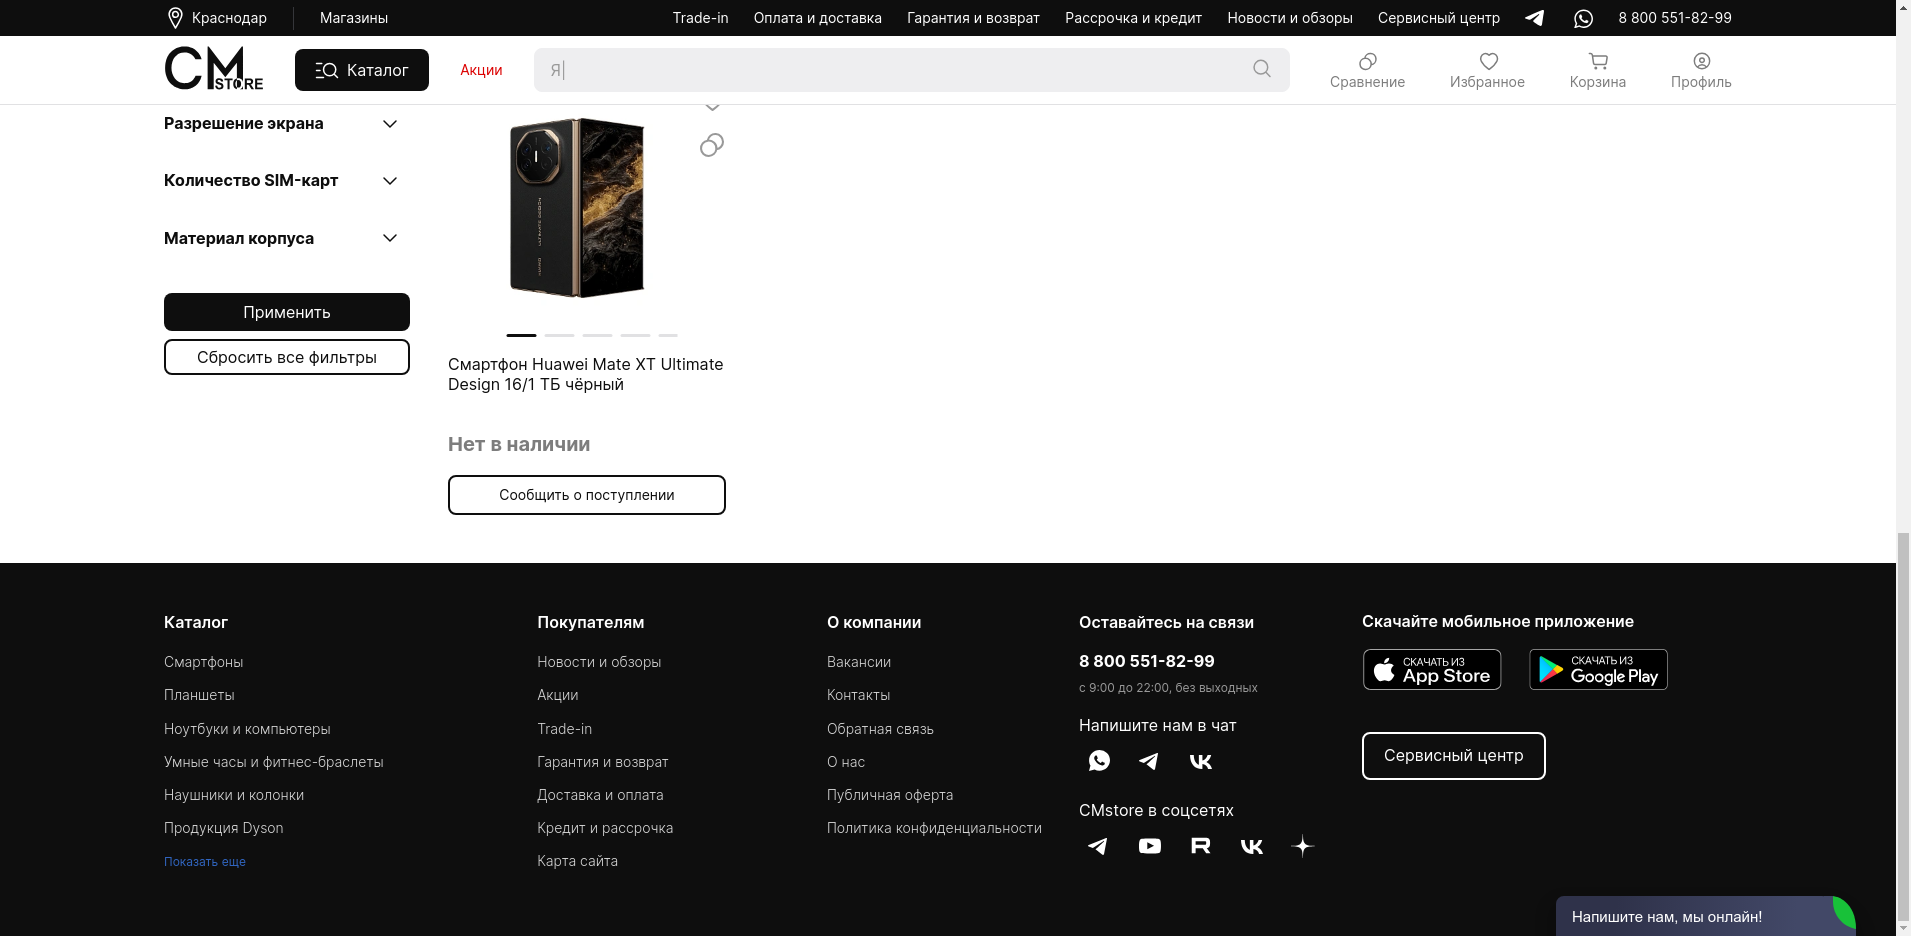 Краснодар
Магазины
Trade-in
Оплата и доставка
Гарантия и возврат
Рассрочка и кредит
Новости и обзоры
Сервисный центр
8 800 551-82-99
CM STORE
Каталог
Акции
Я|
Сравнение
Избранное
Корзина
Профиль
Разрешение экрана
Количество SIM-карт
Материал корпуса
Применить
Сбросить все фильтры
Смартфон Huawei Mate XT Ultimate
Design 16/1 ТБ чёрный
Нет в наличии
Сообщить о поступлении
Каталог
Смартфоны
Планшеты
Ноутбуки и компьютеры
Умные часы и фитнес-браслеты
Наушники и колонки
Продукция Dyson
Показать еще
Покупателям
Новости и обзоры
Акции
Trade-in
Гарантия и возврат
Доставка и оплата
Кредит и рассрочка
Карта сайта
О компании
Вакансии
Контакты
Обратная связь
О нас
Публичная оферта
Политика конфиденциальности
Оставайтесь на связи
8 800 551-82-99
с 9:00 до 22:00, без выходных
Напишите нам в чат
CMstore в соцсетях
Скачайте мобильное приложение
СКАЧАТЬ ИЗ
App Store
СКАЧАТЬ ИЗ
Google Play
Сервисный центр
Напишите нам, мы онлайн!